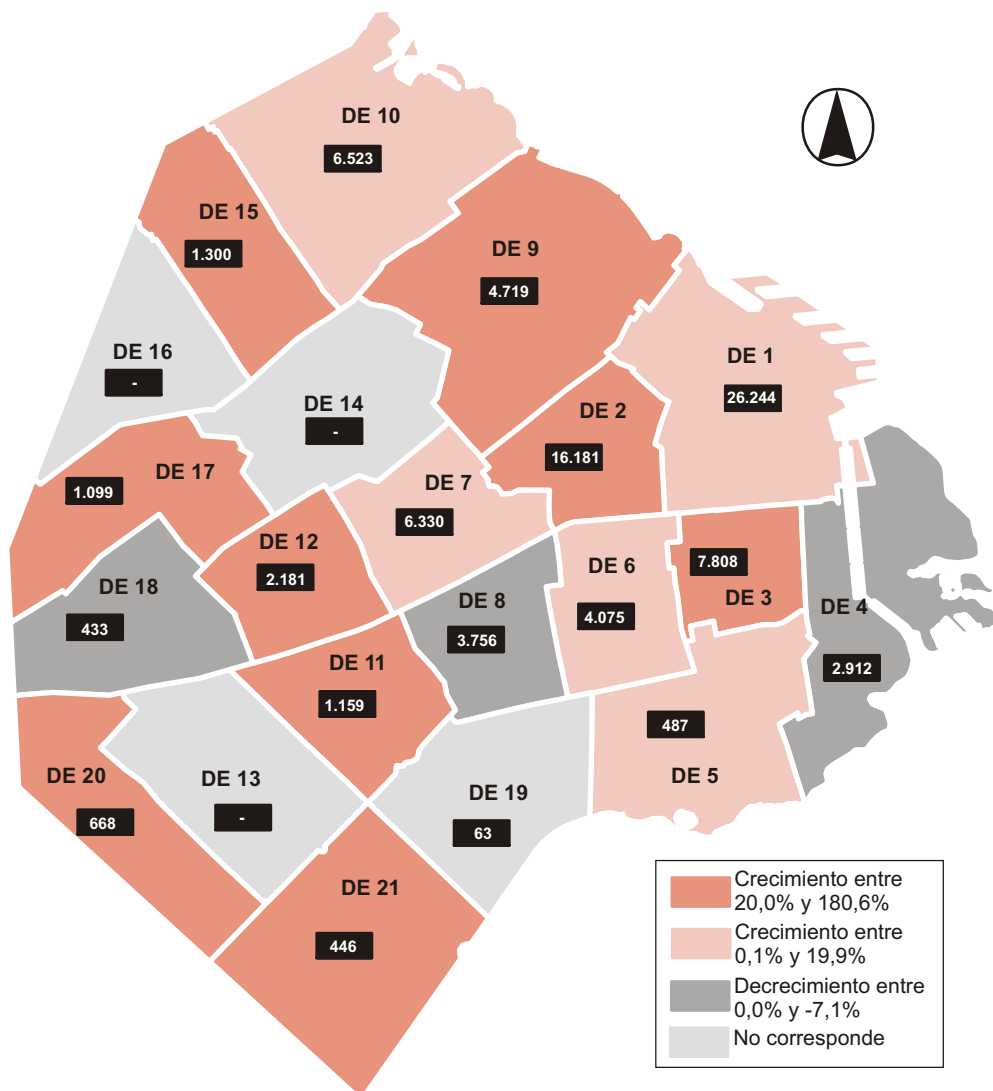 DE 10
6.523
DE 15
1.300
DE 9
4.719
DE 16
-
DE 14
-
DE 1
26.244
DE 2
16.181
DE 17
1.099
DE 7
6.330
DE 12
2.181
DE 6
4.075
7.808
DE 3
DE 18
433
DE 8
3.756
DE 4
2.912
DE 11
1.159
487
DE 5
DE 20
668
DE 13
-
DE 19
63
DE 21
446
Crecimiento entre
20,0% y 180,6%
Crecimiento entre
0,1% y 19,9%
Decrecimiento entre
0,0% y -7,1%
No corresponde